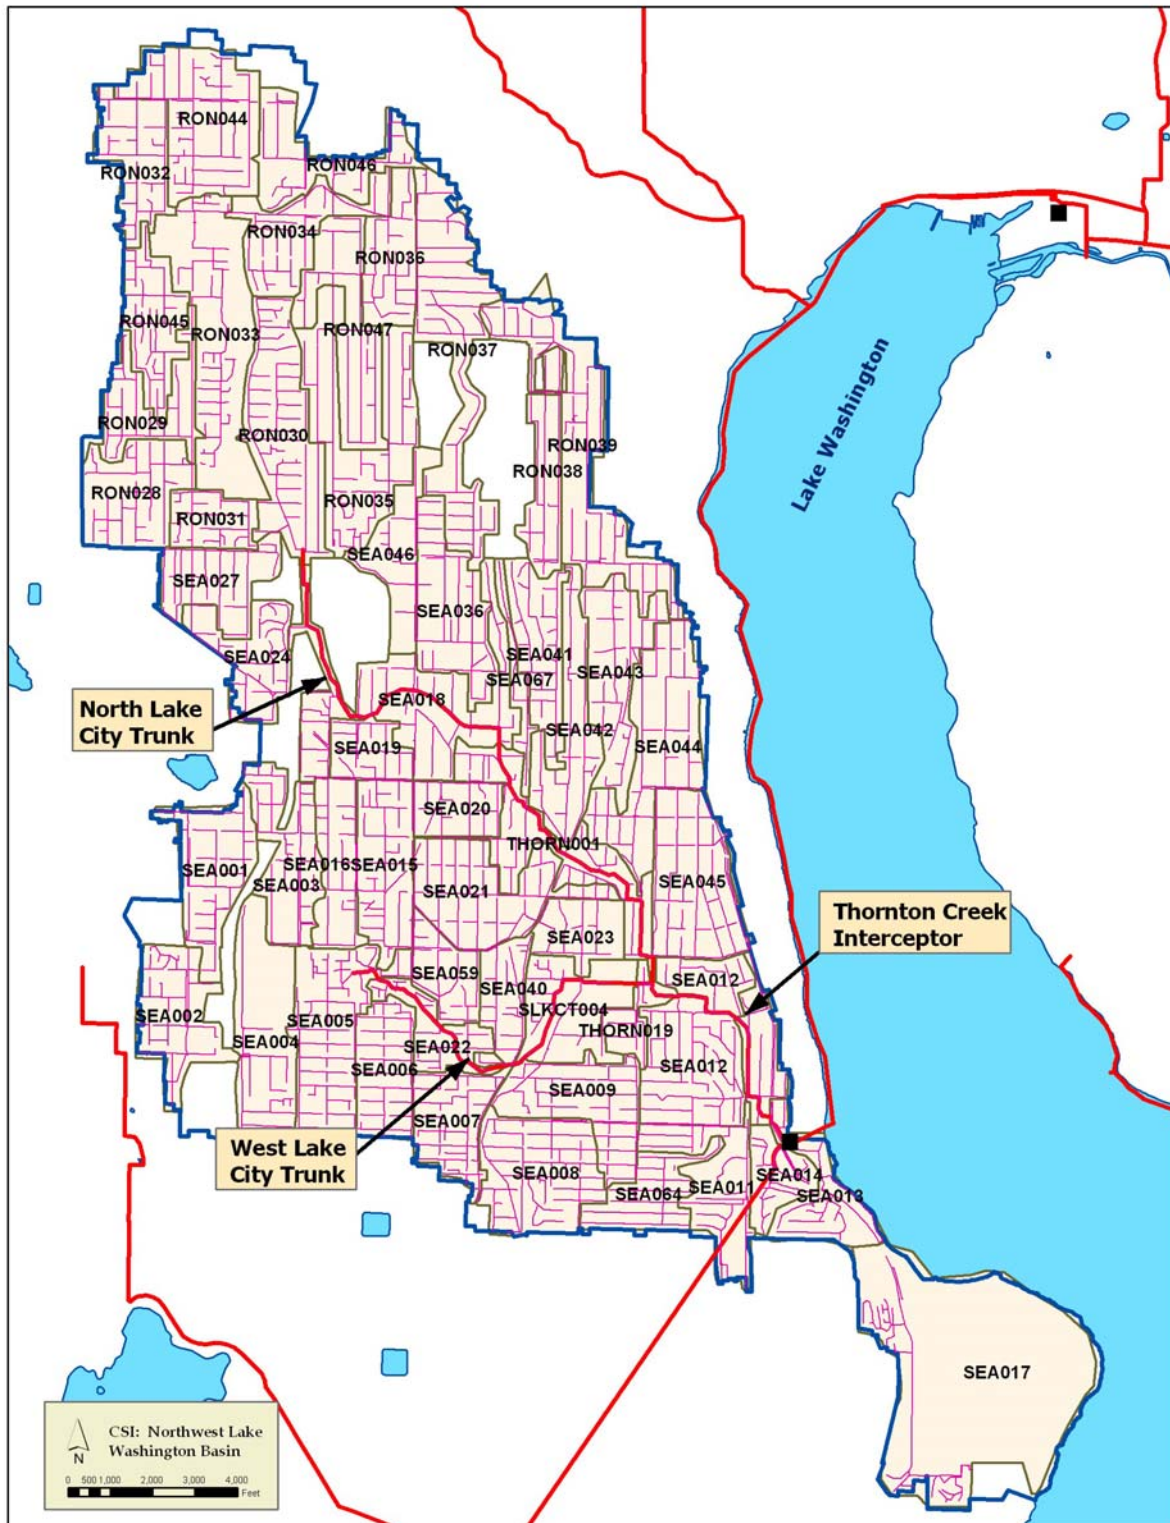 RON044
RON032
RON046
RON034
RON036
RON045
RON033
RON047
RON037
Lake Washington
RON029
RON030
RON039
RON038
RON028
RON035
RON031
SEA046
SEA027
SEA036
SEA024
SEA041
SEA043
SEA067
SEA018
North Lake
City Trunk
SEA042
SEA019
SEA044
SEA020
THORN001
SEA001
SEA016
SEA015
SEA003
SEA021
SEA045
Thornton Creek
Interceptor
SEA023
SEA059
SEA012
SEA040
SLKCT004
SEA002
SEA005
THORN019
SEA004
SEA022
SEA006
SEA012
SEA009
SEA007
West Lake
City Trunk
SEA008
SEA014
SEA064
SEA011
SEA013
SEA017
CSI: Northwest Lake
Washington Basin
N
0 500 1,000 2,000 3,000 4,000
Feet